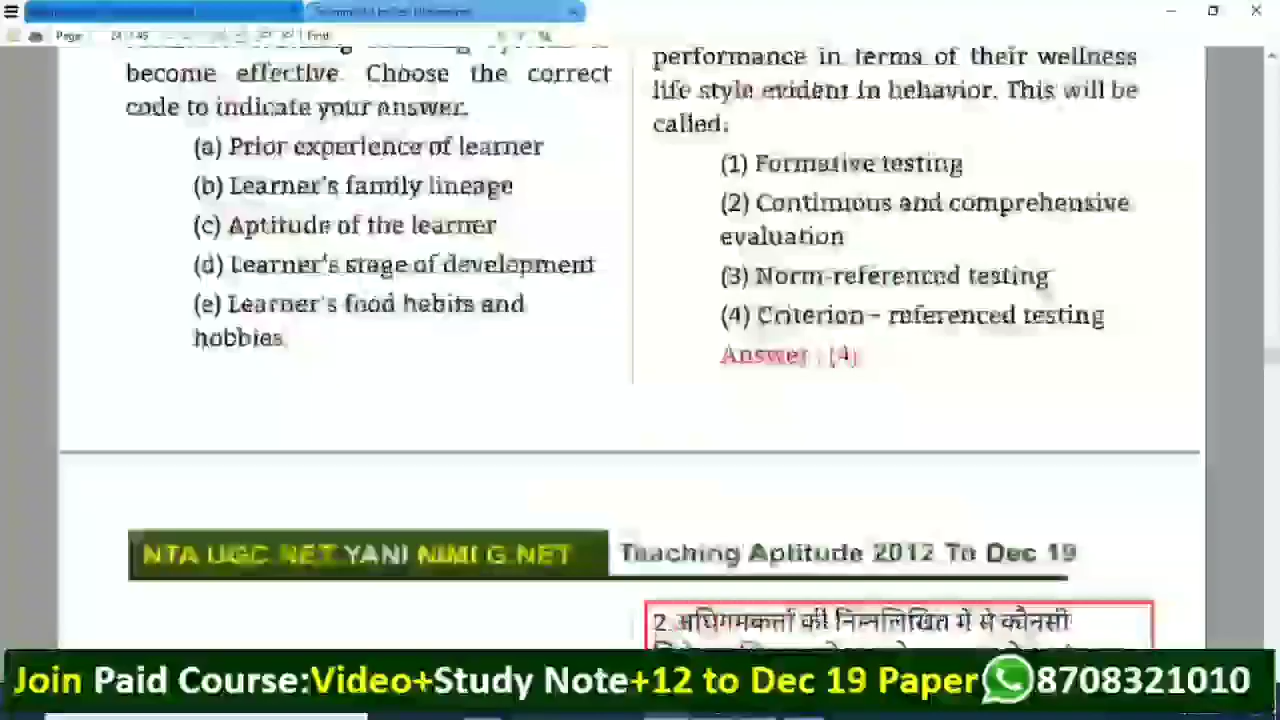 Page 24 / 45 Find
become effective. Choose the correct
code to indicate your answer.
(a) Prior experience of learner
(b) Learner's family lineage
(c) Aptitude of the learner
(d) Learner's stage of development
(e) Learner's food habits and
hobbies.
performance in terms of their wellness
life style evident in behavior. This will be
called:
(1) Formative testing
(2) Continuous and comprehensive
evaluation
(3) Norm-referenced testing
(4) Criterion – referenced testing
Answer : (4)
NTA UGC NET YANI NIMI G.NET
Teaching Aptitude 2012 To Dec 19
2. अधिगमकर्ता की निम्नलिखित में से कौनसी
Join Paid Course:Video+Study Note+12 to Dec 19 Paper 8708321010